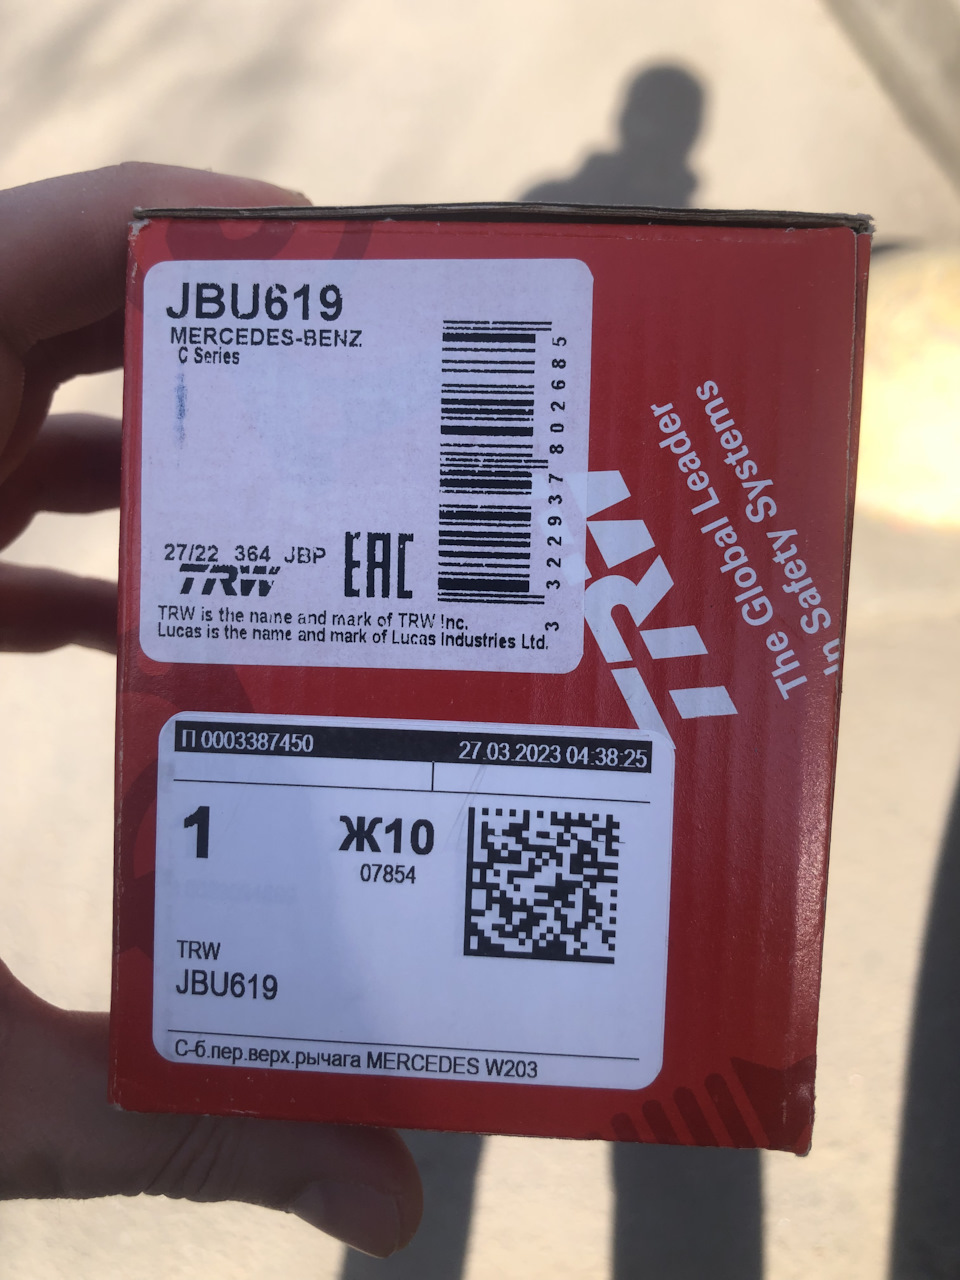 JBU619
MERCEDES-BENZ
C Series
3 322937 802685
27/22 364 JBP
EAC
TRW
TRW is the name and mark of TRW Inc.
Lucas is the name and mark of Lucas Industries Ltd.
TRW
The Global Leader
In Safety Systems
П 0003387450 27.03.2023 04:38:25
1 Ж10
07854
TRW
JBU619
С-б.пер.верх.рычага MERCEDES W203